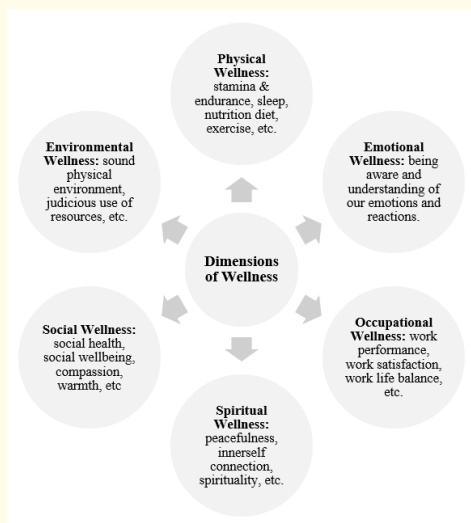 Physical
Wellness:
stamina &
endurance, sleep,
nutrition diet,
exercise, etc.
Environmental
Wellness: sound
physical
environment,
judicious use of
resources, etc.
Emotional
Wellness: being
aware and
understanding of
our emotions and
reactions.
Dimensions
of Wellness
Social Wellness:
social health,
social wellbeing,
compassion,
warmth, etc
Occupational
Wellness: work
performance,
work satisfaction,
work life balance,
etc.
Spiritual
Wellness:
peacefulness,
innerself
connection,
spirituality, etc.